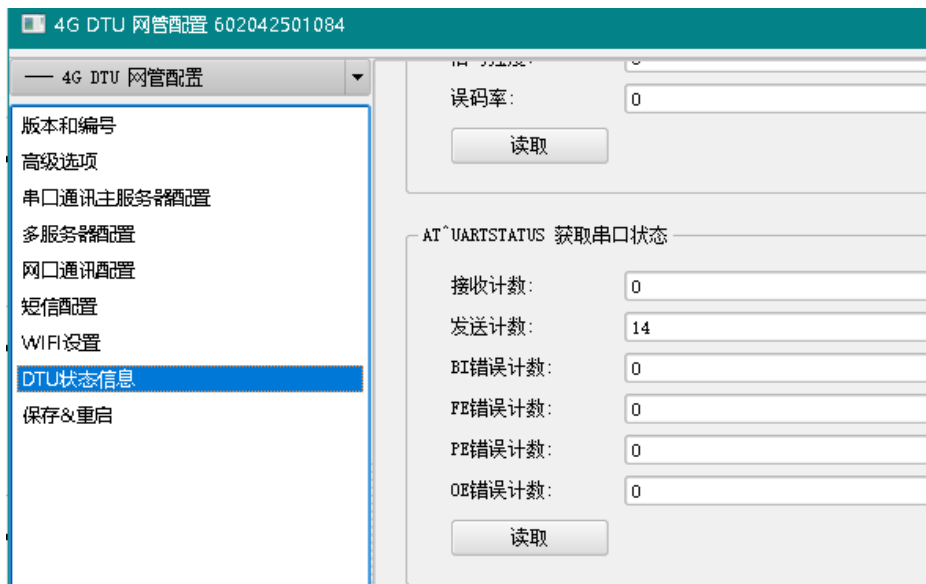 4G DTU 网管配置 602042501084
4G DTU 网管配置
版本和编号
高级选项
串口通讯主服务器配置
多服务器配置
网口通讯配置
短信配置
WIFI设置
DTU状态信息
保存&重启
误码率: 0
读取
AT^UARTSTATUS 获取串口状态
接收计数: 0
发送计数: 14
BI错误计数: 0
FE错误计数: 0
PE错误计数: 0
OE错误计数: 0
读取